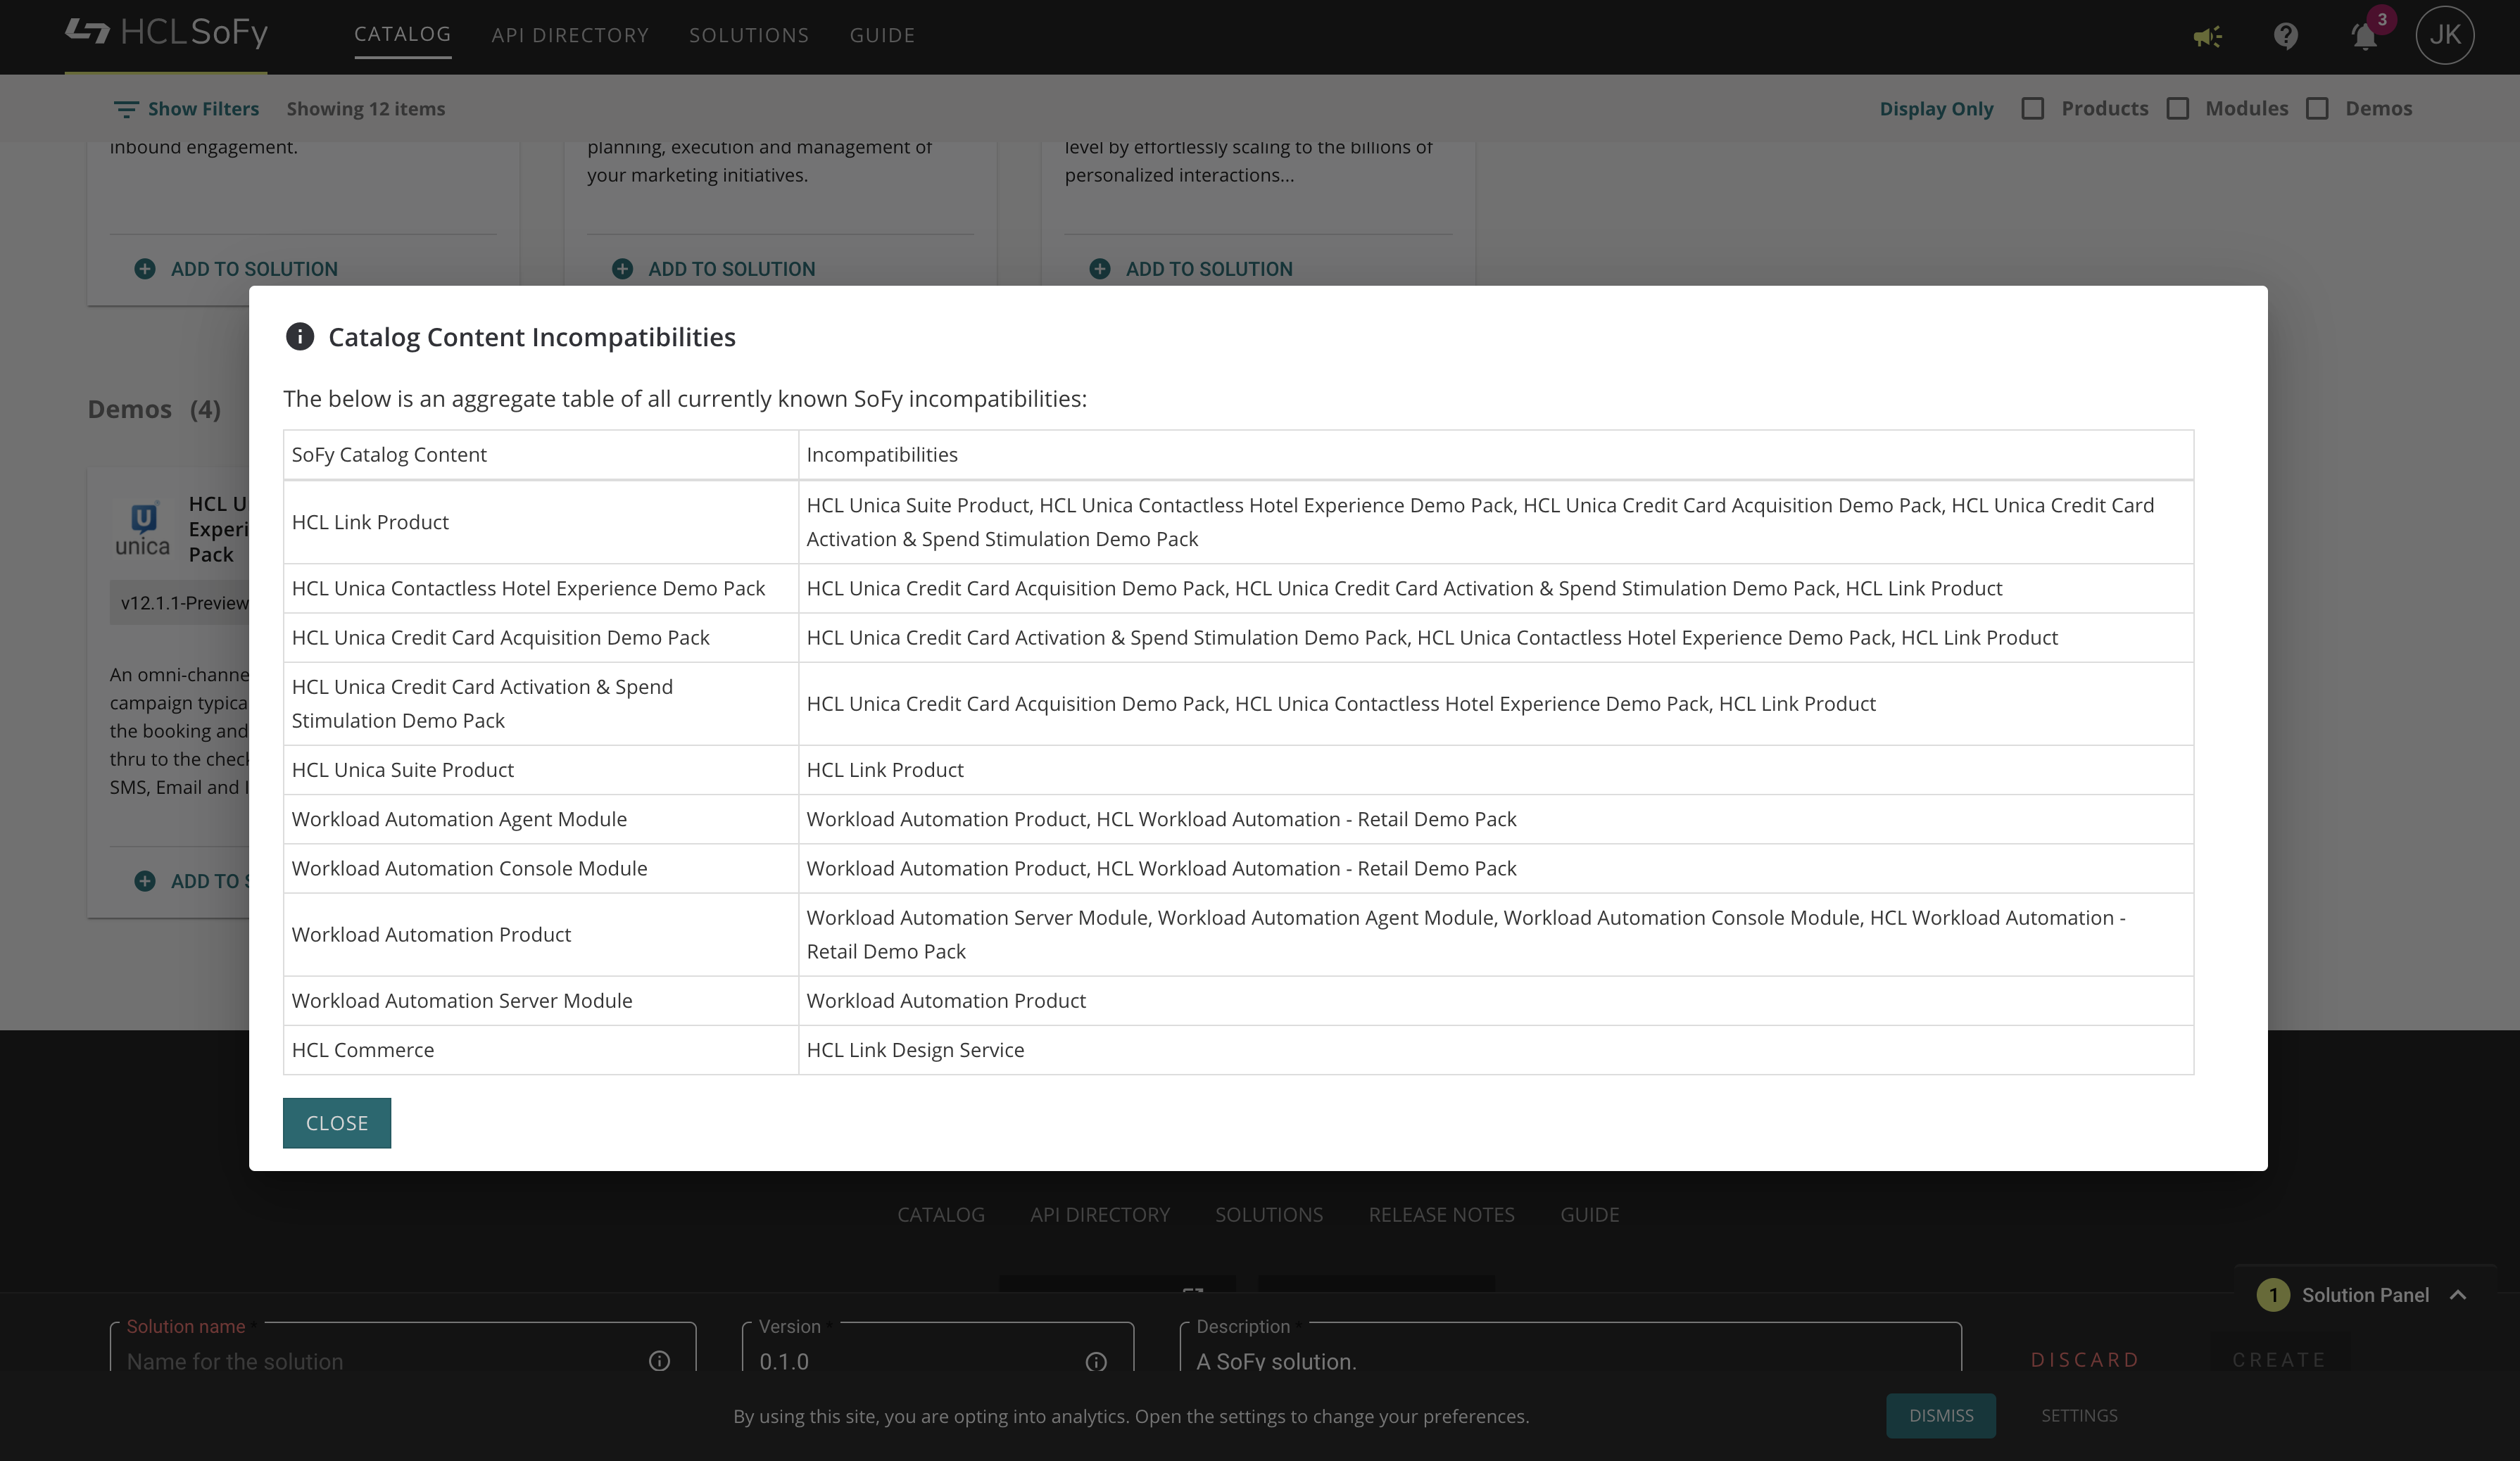 HCLSoFy
CATALOG
API DIRECTORY
SOLUTIONS
GUIDE
3
JK
Show Filters
Showing 12 items
Display Only
Products
Modules
Demos
inbound engagement.
planning, execution and management of
your marketing initiatives.
level by effortlessly scaling to the billions of
personalized interactions...
ADD TO SOLUTION
ADD TO SOLUTION
ADD TO SOLUTION
Demos (4)
U
unica
HCL U
Experi
Pack
v12.1.1-Preview
An omni-channe
campaign typica
the booking and
thru to the check
SMS, Email and I
ADD TO S
Catalog Content Incompatibilities
The below is an aggregate table of all currently known SoFy incompatibilities:
SoFy Catalog Content
Incompatibilities
HCL Link Product
HCL Unica Suite Product, HCL Unica Contactless Hotel Experience Demo Pack, HCL Unica Credit Card Acquisition Demo Pack, HCL Unica Credit Card
Activation & Spend Stimulation Demo Pack
HCL Unica Contactless Hotel Experience Demo Pack
HCL Unica Credit Card Acquisition Demo Pack, HCL Unica Credit Card Activation & Spend Stimulation Demo Pack, HCL Link Product
HCL Unica Credit Card Acquisition Demo Pack
HCL Unica Credit Card Activation & Spend Stimulation Demo Pack, HCL Unica Contactless Hotel Experience Demo Pack, HCL Link Product
HCL Unica Credit Card Activation & Spend
Stimulation Demo Pack
HCL Unica Credit Card Acquisition Demo Pack, HCL Unica Contactless Hotel Experience Demo Pack, HCL Link Product
HCL Unica Suite Product
HCL Link Product
Workload Automation Agent Module
Workload Automation Product, HCL Workload Automation - Retail Demo Pack
Workload Automation Console Module
Workload Automation Product, HCL Workload Automation - Retail Demo Pack
Workload Automation Product
Workload Automation Server Module, Workload Automation Agent Module, Workload Automation Console Module, HCL Workload Automation -
Retail Demo Pack
Workload Automation Server Module
Workload Automation Product
HCL Commerce
HCL Link Design Service
CLOSE
CATALOG
API DIRECTORY
SOLUTIONS
RELEASE NOTES
GUIDE
1 Solution Panel
Solution name *
Name for the solution
Version *
0.1.0
Description *
A SoFy solution.
DISCARD
CREATE
By using this site, you are opting into analytics. Open the settings to change your preferences.
DISMISS
SETTINGS